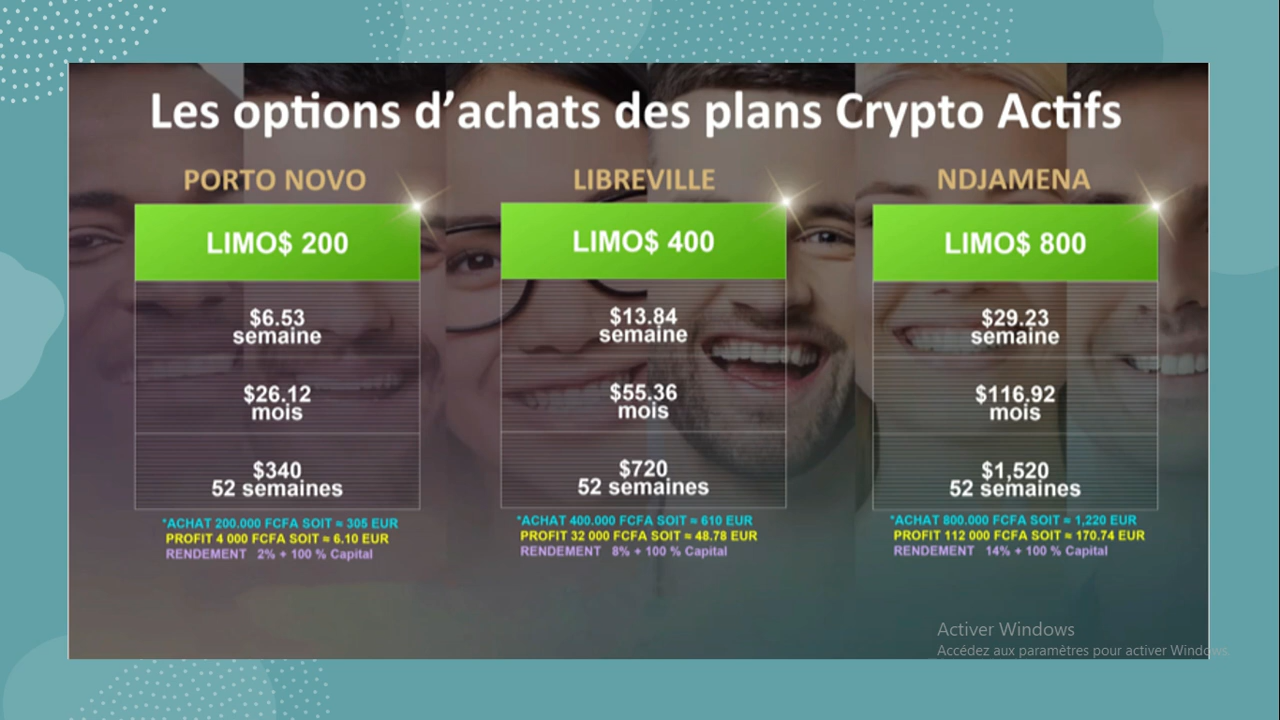 Les options d’achats des plans Crypto Actifs
PORTO NOVO
LIMO$ 200
$6.53
semaine
$26.12
mois
$340
52 semaines
*ACHAT 200.000 FCFA SOIT ≈ 305 EUR
PROFIT 4 000 FCFA SOIT ≈ 6.10 EUR
RENDEMENT 2% + 100 % Capital
LIBREVILLE
LIMO$ 400
$13.84
semaine
$55.36
mois
$720
52 semaines
*ACHAT 400.000 FCFA SOIT ≈ 610 EUR
PROFIT 32 000 FCFA SOIT ≈ 48.78 EUR
RENDEMENT 8% + 100 % Capital
NDJAMENA
LIMO$ 800
$29.23
semaine
$116.92
mois
$1,520
52 semaines
*ACHAT 800.000 FCFA SOIT ≈ 1,220 EUR
PROFIT 112 000 FCFA SOIT ≈ 170.74 EUR
RENDEMENT 14% + 100 % Capital
Activer Windows
Accédez aux paramètres pour activer Windows.